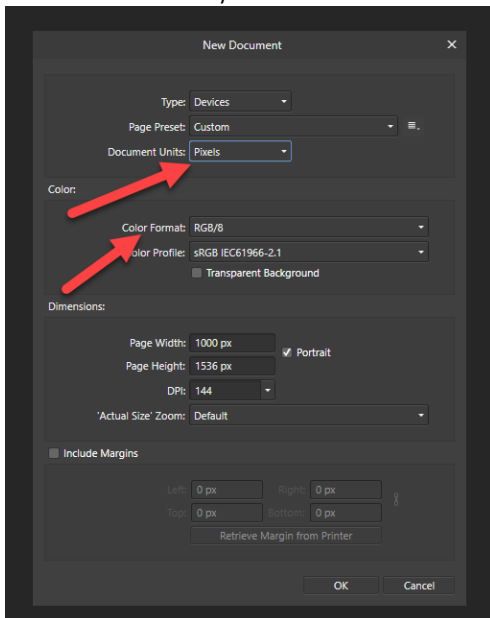 New Document ×
Type: Devices
Page Preset: Custom
Document Units: Pixels
Color:
Color Format: RGB/8
Color Profile: sRGB IEC61966-2.1
Transparent Background
Dimensions:
Page Width: 1000 px
Portrait
Page Height: 1536 px
DPI: 144
'Actual Size' Zoom: Default
Include Margins
Left: 0 px Right: 0 px
Top: 0 px Bottom: 0 px
Retrieve Margin from Printer
OK Cancel